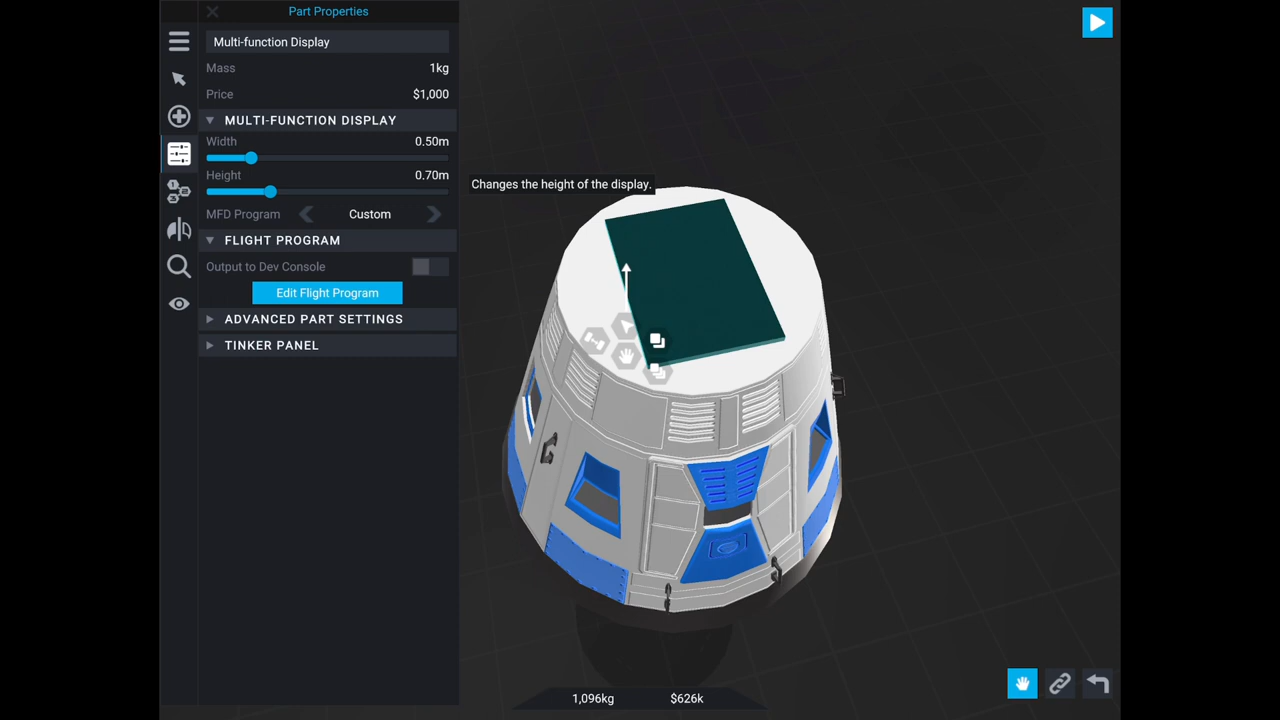 Part Properties
Multi-function Display
Mass 1kg
Price $1,000
MULTI-FUNCTION DISPLAY
Width 0.50m
Height 0.70m
Changes the height of the display.
MFD Program Custom
FLIGHT PROGRAM
Output to Dev Console
Edit Flight Program
ADVANCED PART SETTINGS
TINKER PANEL
1,096kg $626k